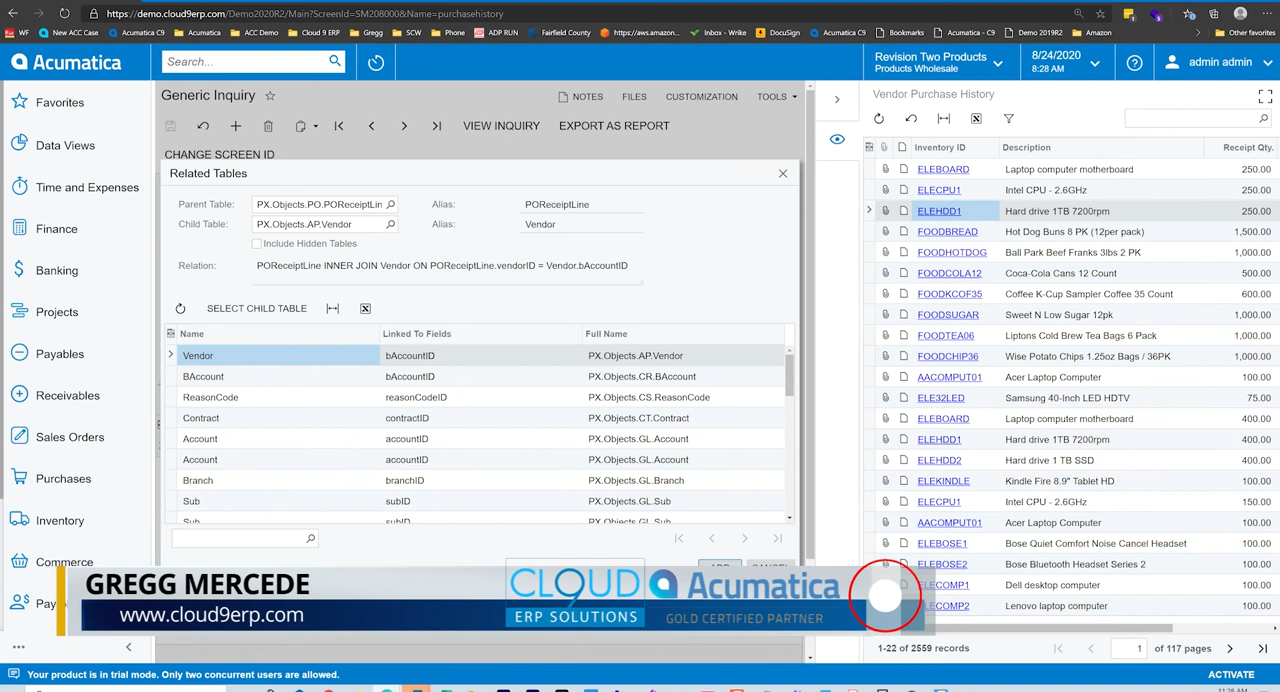 https://demo.cloud9erp.com/Demo2020R2/Main?ScreenId=SM208000&Name=purchasehistory
WF New ACC Case Acumatica C9 Acumatica ACC Demo Cloud 9 ERP Gregg SCW Phone ADP RUN Fairfield County https://aws.amazon... Inbox - Wrike DocuSign Acumatica C9 Bookmarks Acumatica - C9 Demo 2019R2 Amazon Other favorites
Acumatica Search... Revision Two Products 8/24/2020 admin admin
Products Wholesale 8:28 AM
Favorites
Data Views
Time and Expenses
Finance
Banking
Projects
Payables
Receivables
Sales Orders
Purchases
Inventory
Commerce
Generic Inquiry NOTES FILES CUSTOMIZATION TOOLS
VIEW INQUIRY EXPORT AS REPORT
CHANGE SCREEN ID
Related Tables
Parent Table: PX.Objects.PO.POReceiptLin Alias: POReceiptLine
Child Table: PX.Objects.AP.Vendor Alias: Vendor
Include Hidden Tables
Relation: POReceiptLine INNER JOIN Vendor ON POReceiptLine.vendorID = Vendor.bAccountID
SELECT CHILD TABLE
Name Linked To Fields Full Name
Vendor bAccountID PX.Objects.AP.Vendor
BAccount bAccountID PX.Objects.CR.BAccount
ReasonCode reasonCodeID PX.Objects.CS.ReasonCode
Contract contractID PX.Objects.CT.Contract
Account accountID PX.Objects.GL.Account
Account accountID PX.Objects.GL.Account
Branch branchID PX.Objects.GL.Branch
Sub subID PX.Objects.GL.Sub
Sub subID PX.Objects.GL.Sub
Vendor Purchase History
Inventory ID Description Receipt Qty.
ELEBOARD Laptop computer motherboard 250.00
ELECPU1 Intel CPU - 2.6GHz 250.00
ELEHDD1 Hard drive 1TB 7200rpm 250.00
FOODBREAD Hot Dog Buns 8 PK (12per pack) 1,500.00
FOODHOTDOG Ball Park Beef Franks 3lbs 2 PK 1,000.00
FOODCOLA12 Coca-Cola Cans 12 Count 500.00
FOODKCOF35 Coffee K-Cup Sampler Coffee 35 Count 600.00
FOODSUGAR Sweet N Low Sugar 12pk 1,000.00
FOODTEA06 Liptons Cold Brew Tea Bags 6 Pack 1,000.00
FOODCHIP36 Wise Potato Chips 1.25oz Bags / 36PK 1,000.00
AACOMPUT01 Acer Laptop Computer 100.00
ELE32LED Samsung 40-Inch LED HDTV 75.00
ELEBOARD Laptop computer motherboard 400.00
ELEHDD1 Hard drive 1TB 7200rpm 400.00
ELEHDD2 Hard drive 1 TB SSD 400.00
ELEKINDLE Kindle Fire 8.9" Tablet HD 100.00
ELECPU1 Intel CPU - 2.6GHz 150.00
AACOMPUT01 Acer Laptop Computer 100.00
ELEBOSE1 Bose Quiet Comfort Noise Cancel Headset 100.00
ELEBOSE2 Bose Bluetooth Headset Series 2 100.00
ELECOMP1 Dell desktop computer 100.00
ELECOMP2 Lenovo laptop computer 100.00
1-22 of 2559 records 1 of 117 pages
GREGG MERCEDE
www.cloud9erp.com
CLOUD9
ERP SOLUTIONS
Acumatica
GOLD CERTIFIED PARTNER
Your product is in trial mode. Only two concurrent users are allowed. ACTIVATE